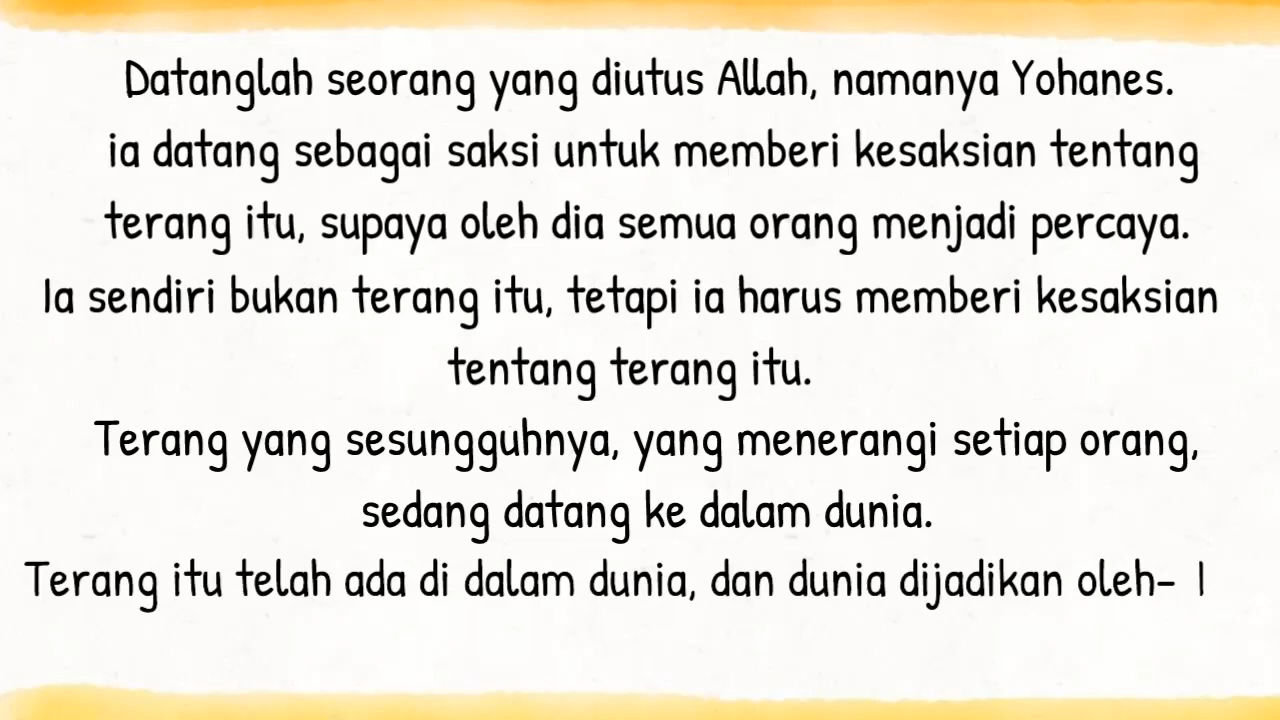 Datanglah seorang yang diutus Allah, namanya Yohanes.
ia datang sebagai saksi untuk memberi kesaksian tentang
terang itu, supaya oleh dia semua orang menjadi percaya.
Ia sendiri bukan terang itu, tetapi ia harus memberi kesaksian
tentang terang itu.
Terang yang sesungguhnya, yang menerangi setiap orang,
sedang datang ke dalam dunia.
Terang itu telah ada di dalam dunia, dan dunia dijadikan oleh- |